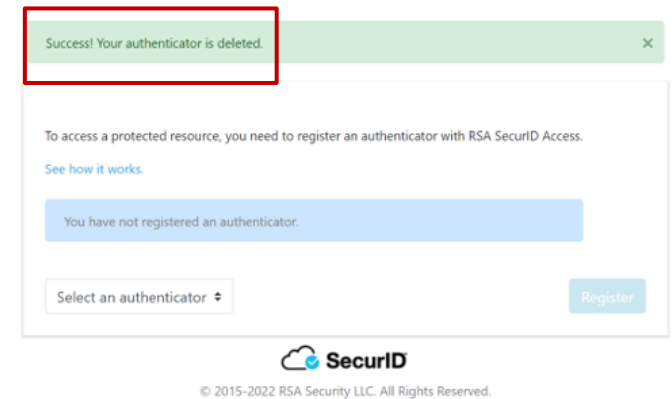 Success! Your authenticator is deleted. ×
To access a protected resource, you need to register an authenticator with RSA SecurID Access.
See how it works.
You have not registered an authenticator.
Select an authenticator
Register
SecurID
© 2015-2022 RSA Security LLC. All Rights Reserved.